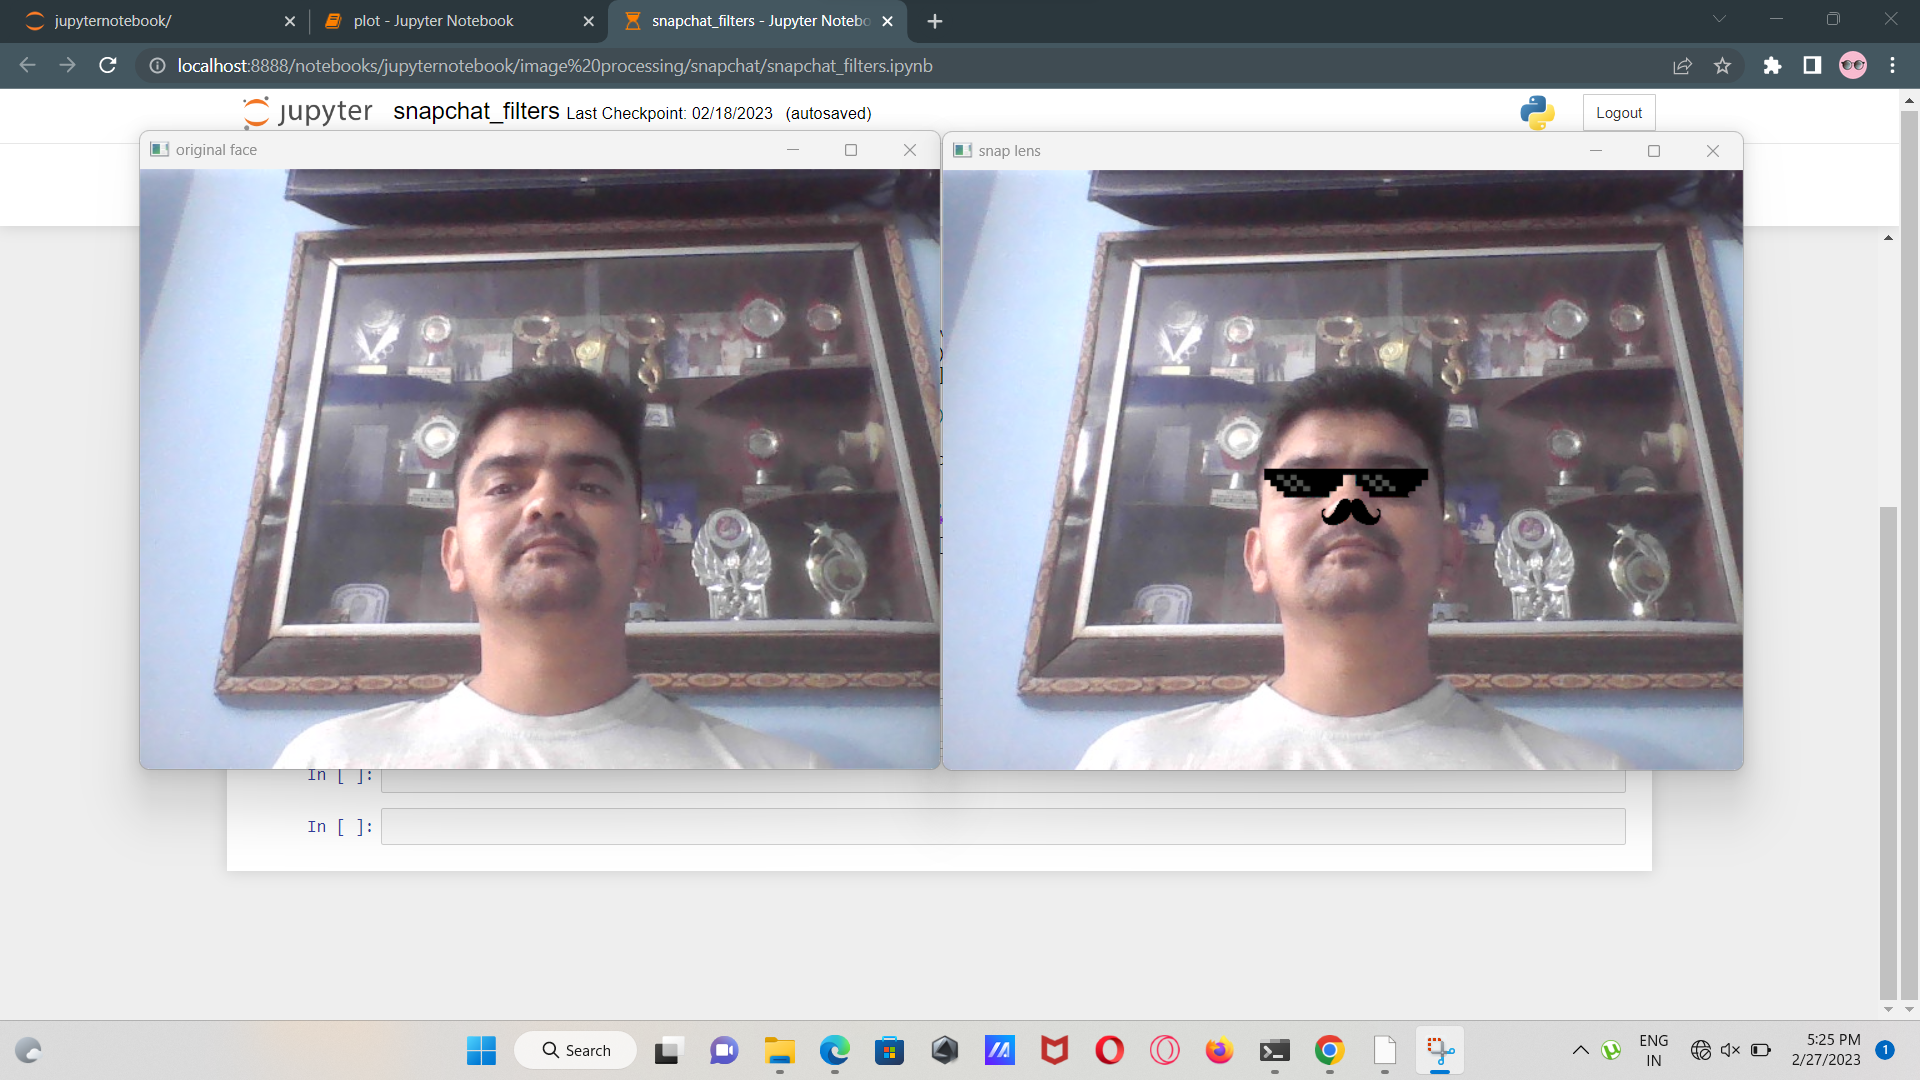 jupyternotebook/
plot - Jupyter Notebook
snapchat_filters - Jupyter Notebo
localhost:8888/notebooks/jupyternotebook/image%20processing/snapchat/snapchat_filters.ipynb
jupyter snapchat_filters Last Checkpoint: 02/18/2023 (autosaved)
Logout
original face
snap lens
In [ ]:
In [ ]:
Search
ENG
IN
5:25 PM
2/27/2023
1